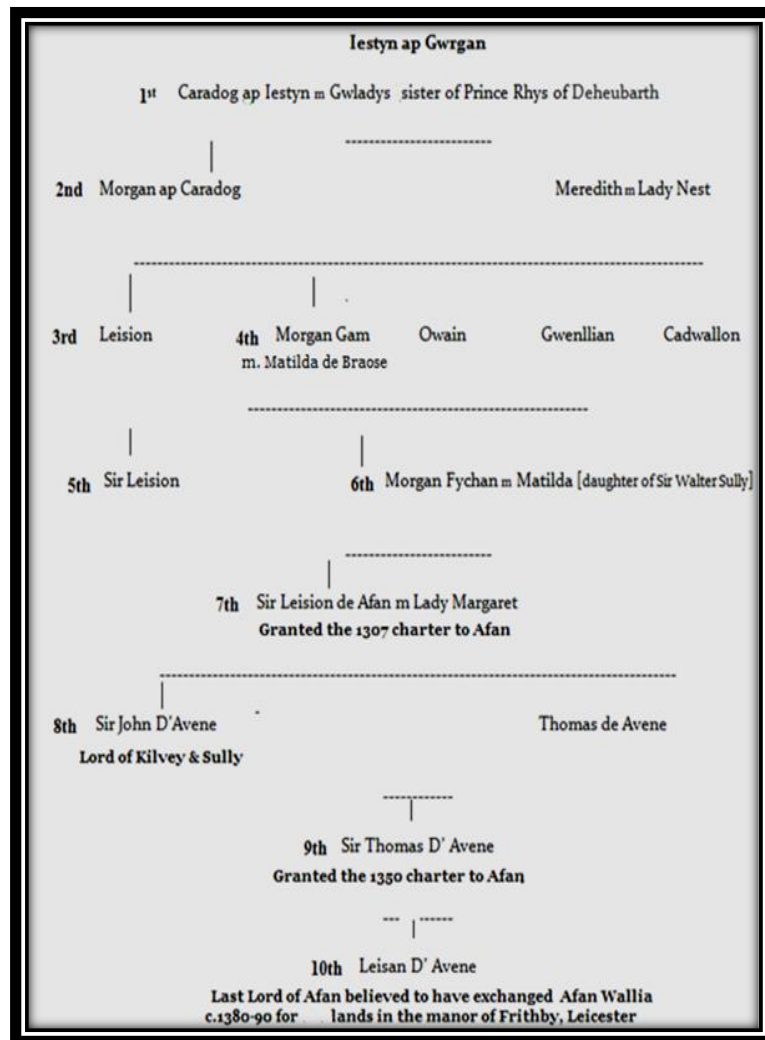 Iestyn ap Gwrgan
1st Caradog ap Iestyn m Gwladys sister of Prince Rhys of Deheubarth
2nd Morgan ap Caradog Meredith m Lady Nest
3rd Leision 4th Morgan Gam Owain Gwenllian Cadwallon
m. Matilda de Braose
5th Sir Leision 6th Morgan Fychan m Matilda [daughter of Sir Walter Sully]
7th Sir Leision de Afan m Lady Margaret
Granted the 1307 charter to Afan
8th Sir John D'Avene Thomas de Avene
Lord of Kilvey & Sully
9th Sir Thomas D' Avene
Granted the 1350 charter to Afan
10th Leisan D' Avene
Last Lord of Afan believed to have exchanged Afan Wallia
c.1380-90 for lands in the manor of Frithby, Leicester